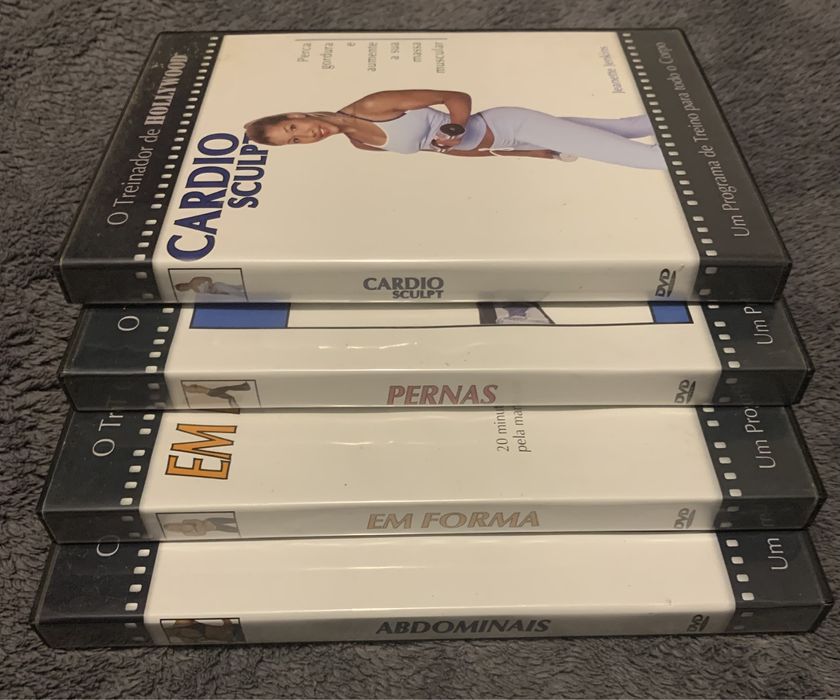 O Treinador de HOLLYWOOD
CARDIO
SCULPT
Perca
gordura
e
aumente
a sua
massa
muscular
Jeanette Jenkins
Um Programa de Treino para todo o Corpo
CARDIO
SCULPT
DVD
O
Um P
PERNAS
DVD
O Tr
EM
20 minu
pela man
Um Pro
EM FORMA
DVD
O
Um
ABDOMINAIS
DVD